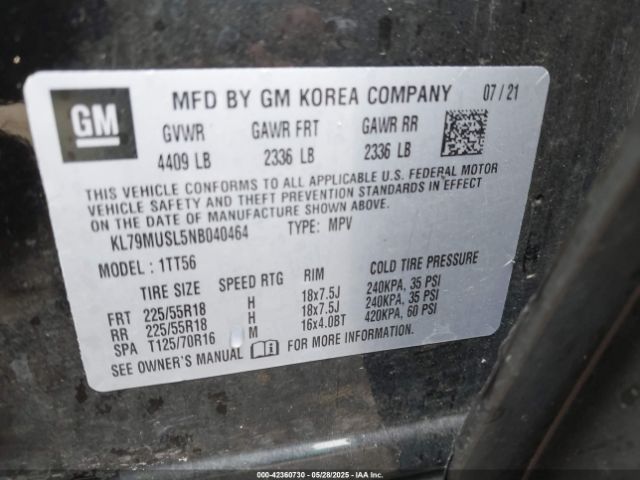 GM
MFD BY GM KOREA COMPANY 07 / 21
GVWR GAWR FRT GAWR RR
4409 LB 2336 LB 2336 LB
THIS VEHICLE CONFORMS TO ALL APPLICABLE U.S. FEDERAL MOTOR
VEHICLE SAFETY AND THEFT PREVENTION STANDARDS IN EFFECT
ON THE DATE OF MANUFACTURE SHOWN ABOVE.
KL79MUSL5NB040464 TYPE: MPV
MODEL : 1TT56
TIRE SIZE SPEED RTG RIM COLD TIRE PRESSURE
FRT 225/55R18 H 18x7.5J 240KPA, 35 PSI
RR 225/55R18 H 18x7.5J 240KPA, 35 PSI
SPA T125/70R16 M 16x4.0BT 420KPA, 60 PSI
SEE OWNER'S MANUAL FOR MORE INFORMATION.
000-42360730 05/28/2025 IAA Inc.